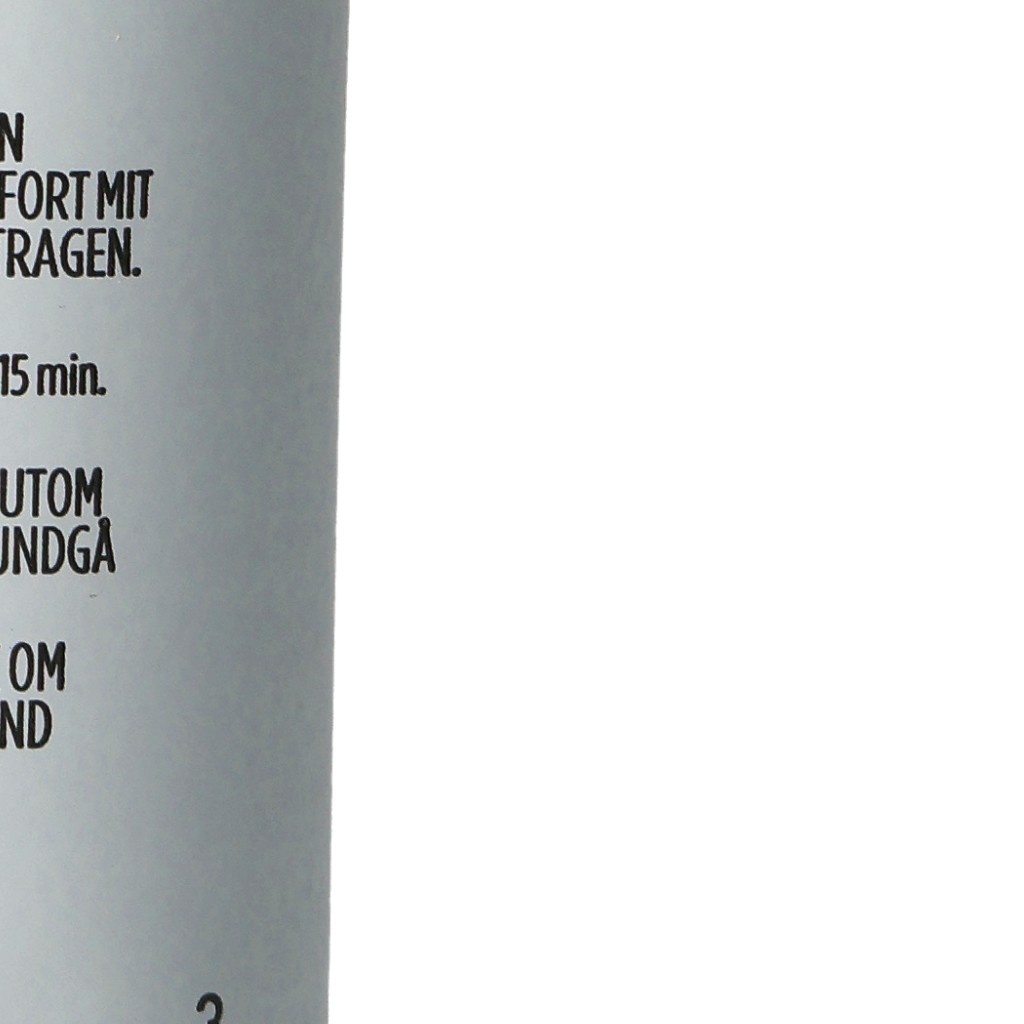 N
FORT MIT
TRAGEN.
15 min.
UTOM
UNDGÅ
OM
ND